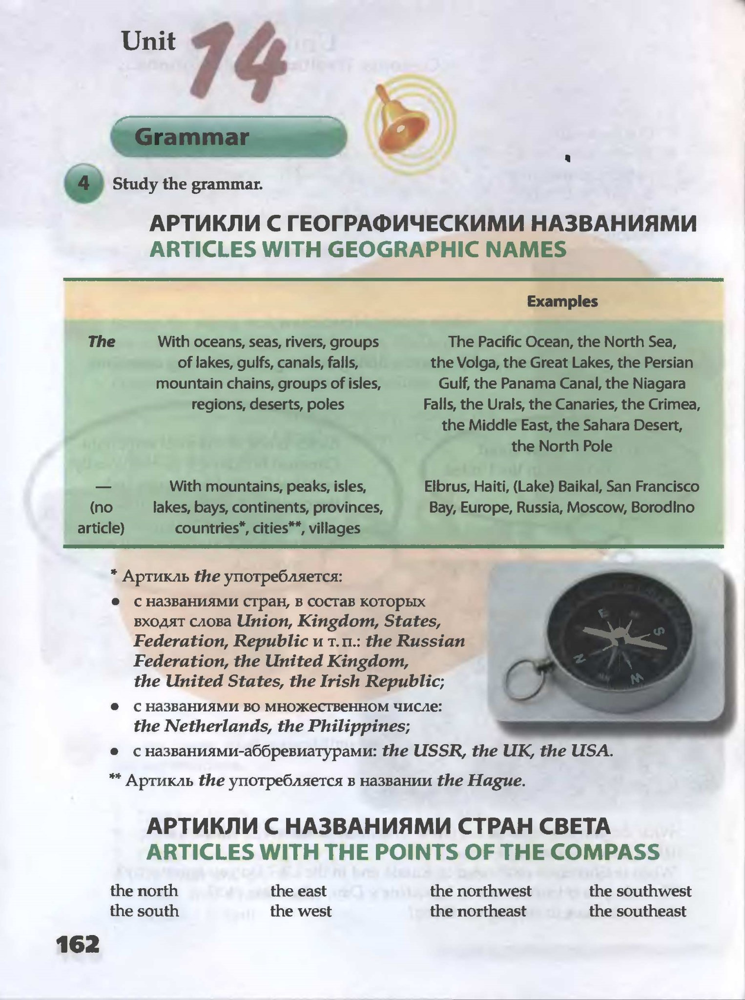 Unit 14
Grammar
4 Study the grammar.
АРТИКЛИ С ГЕОГРАФИЧЕСКИМИ НАЗВАНИЯМИ
ARTICLES WITH GEOGRAPHIC NAMES
Examples
The With oceans, seas, rivers, groups The Pacific Ocean, the North Sea,
of lakes, gulfs, canals, falls, the Volga, the Great Lakes, the Persian
mountain chains, groups of isles, Gulf, the Panama Canal, the Niagara
regions, deserts, poles Falls, the Urals, the Canaries, the Crimea,
the Middle East, the Sahara Desert,
the North Pole
— With mountains, peaks, isles, Elbrus, Haiti, (Lake) Baikal, San Francisco
(no lakes, bays, continents, provinces, Bay, Europe, Russia, Moscow, BorodIno
article) countries*, cities**, villages
* Артикль the употребляется:
● с названиями стран, в состав которых
входят слова Union, Kingdom, States,
Federation, Republic и т. п.: the Russian
Federation, the United Kingdom,
the United States, the Irish Republic;
● с названиями во множественном числе:
the Netherlands, the Philippines;
● с названиями-аббревиатурами: the USSR, the UK, the USA.
** Артикль the употребляется в названии the Hague.
E
S
N
W
АРТИКЛИ С НАЗВАНИЯМИ СТРАН СВЕТА
ARTICLES WITH THE POINTS OF THE COMPASS
the north the east the northwest the southwest
the south the west the northeast the southeast
162